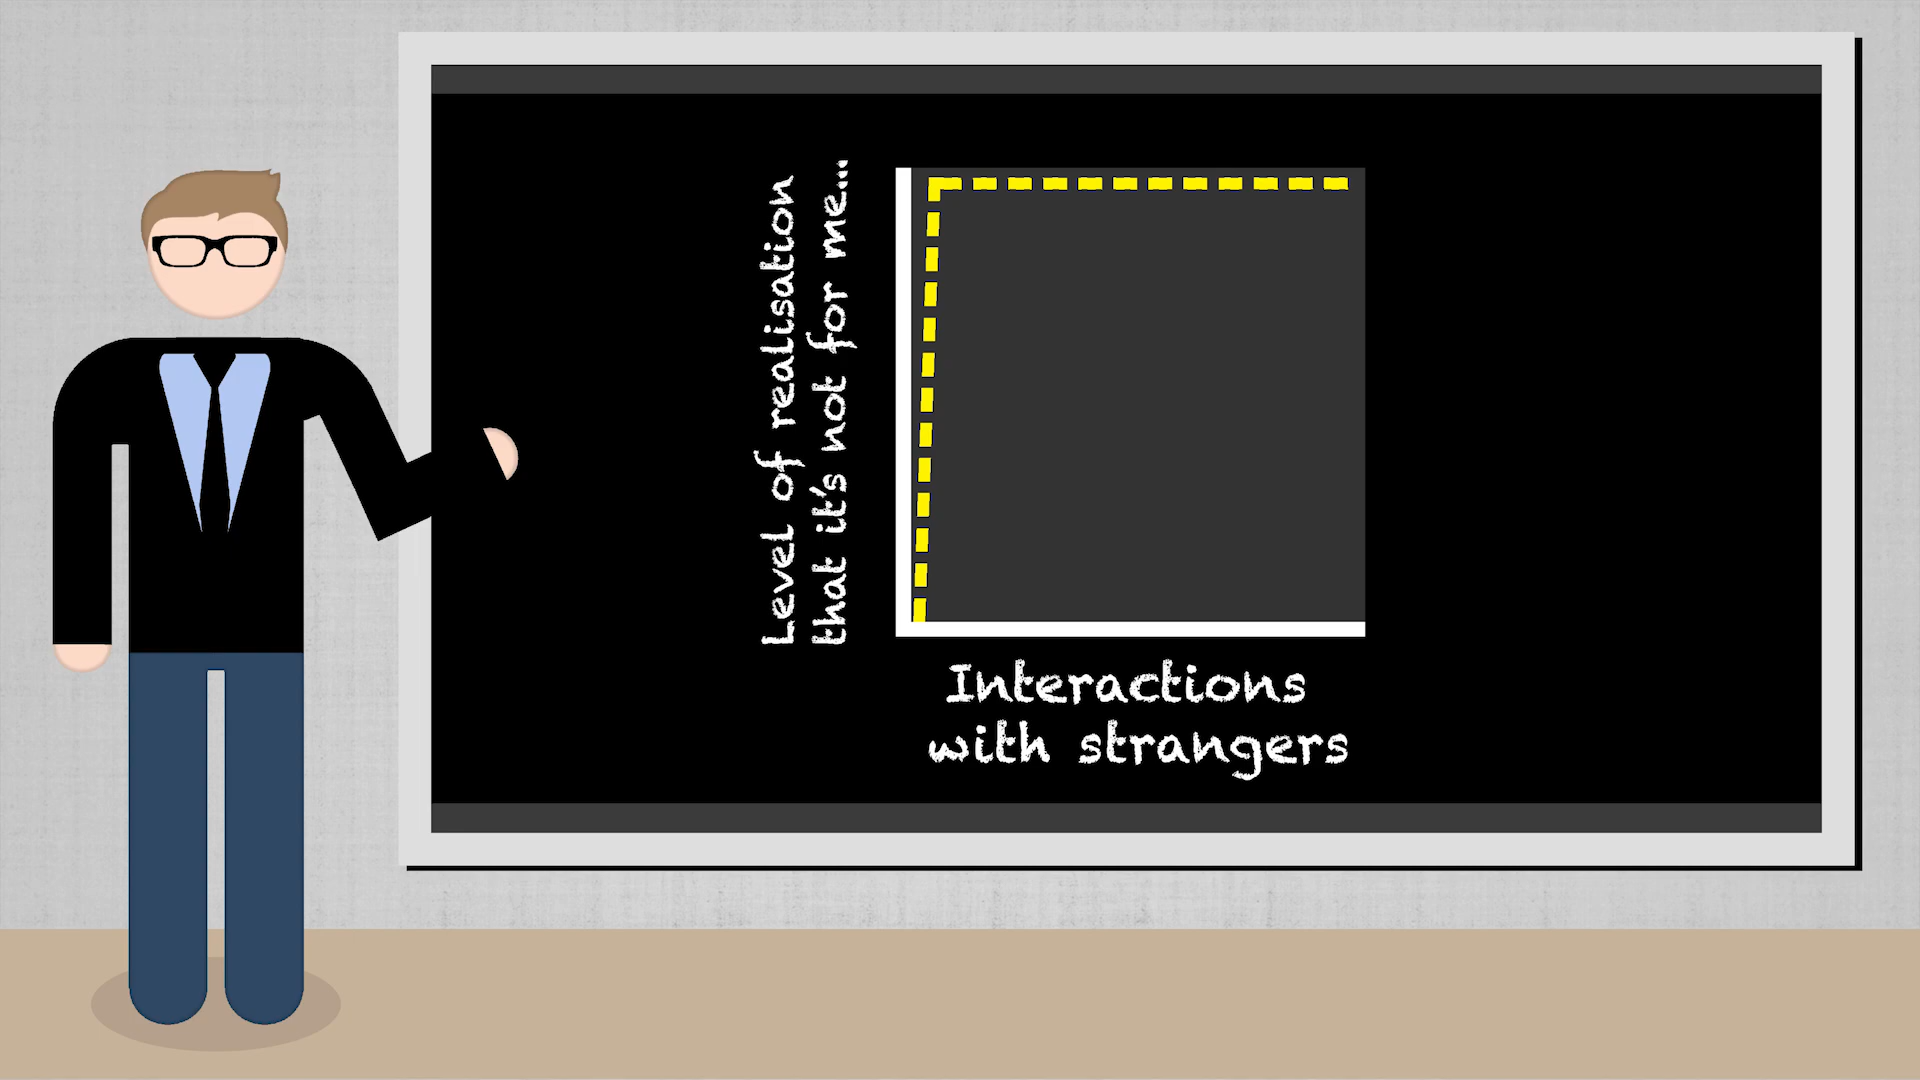 Level of realisation
that it's not for me...
Interactions
with strangers